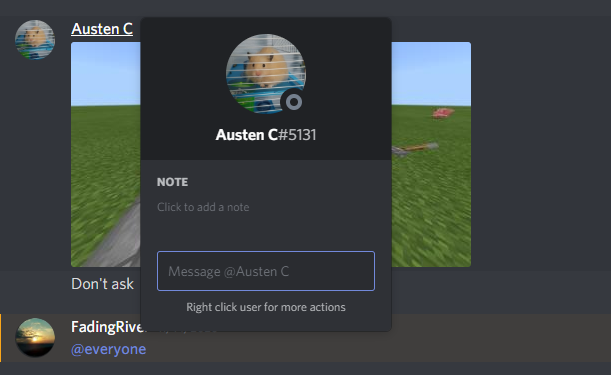 Austen C
Austen C#5131
NOTE
Click to add a note
Message @Austen C
Right click user for more actions
Don't ask
@everyone